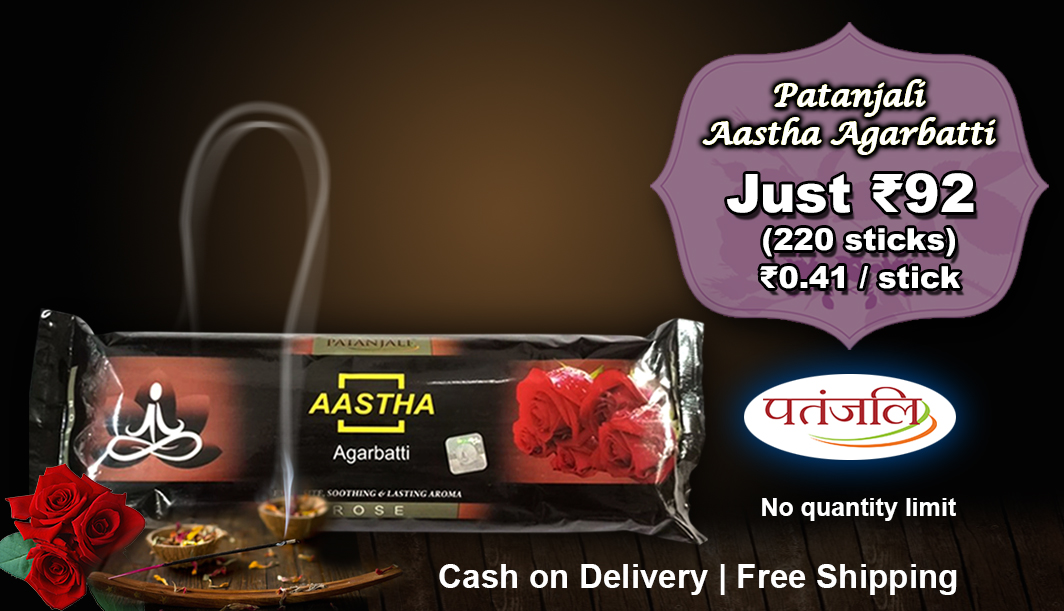 Patanjali
Aastha Agarbatti
Just ₹92
(220 sticks)
₹0.41 / stick
PATANJALI
AASTHA
Agarbatti
SOOTHING & LASTING AROMA
ROSE
पतंजलि
No quantity limit
Cash on Delivery | Free Shipping